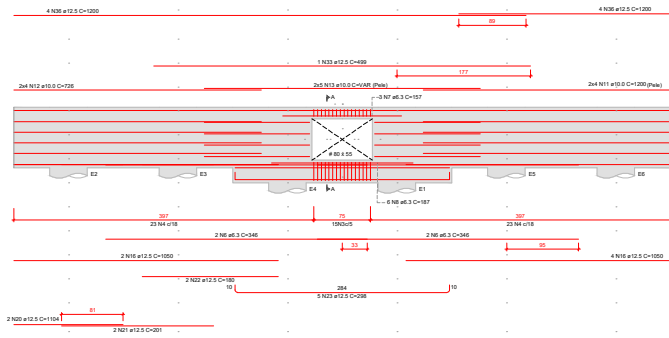 4 N36 ø12.5 C=1200
4 N36 ø12.5 C=1200
89
1 N33 ø12.5 C=499
177
2x4 N12 ø10.0 C=726
2x5 N13 ø10.0 C=VAR (Pele)
2x4 N11 ø10.0 C=1200 (Pele)
A
3 N7 ø6.3 C=157
# 80 x 55
E2
E3
E4
E1
E5
E6
A
6 N8 ø6.3 C=187
397
75
397
23 N4 c/18
15N3c/5
23 N4 c/18
2 N6 ø6.3 C=346
2 N6 ø6.3 C=346
33
95
2 N16 ø12.5 C=1050
4 N16 ø12.5 C=1050
2 N22 ø12.5 C=180
10
284
10
5 N23 ø12.5 C=298
81
2 N20 ø12.5 C=1104
2 N21 ø12.5 C=201